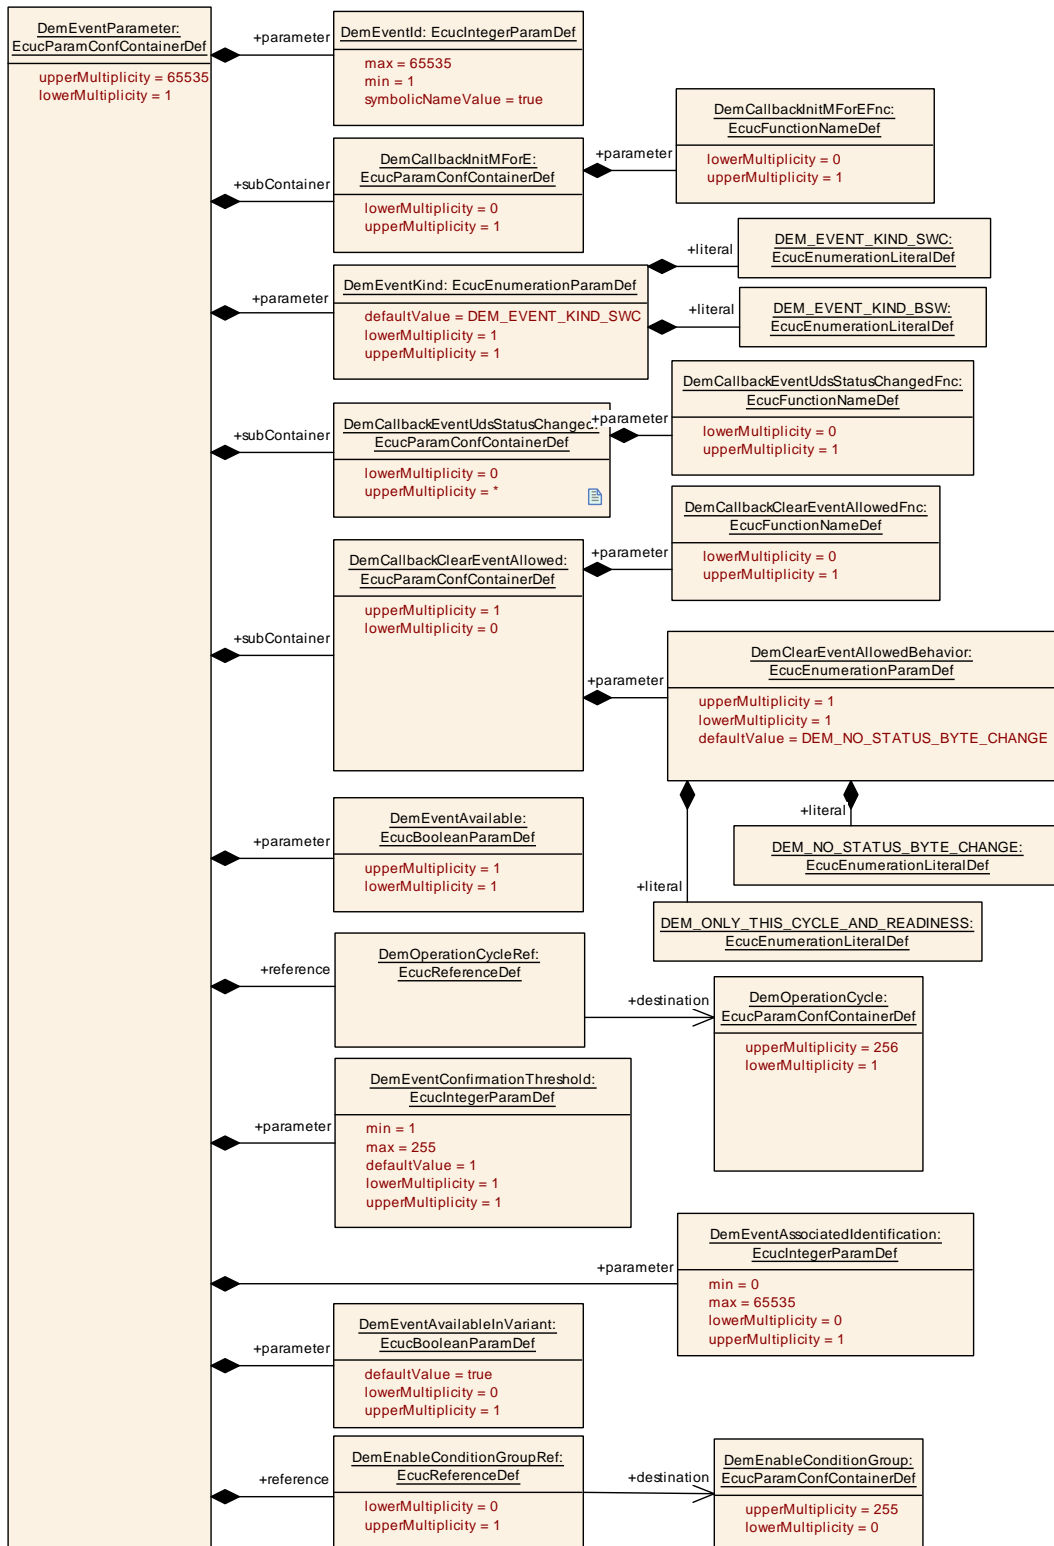 DemEventParameter:
EcucParamConfContainerDef
upperMultiplicity = 65535
lowerMultiplicity = 1
+parameter
DemEventId: EcucIntegerParamDef
max = 65535
min = 1
symbolicNameValue = true
+subContainer
DemCallbackInitMForE:
EcucParamConfContainerDef
lowerMultiplicity = 0
upperMultiplicity = 1
+parameter
DemCallbackInitMForEFnc:
EcucFunctionNameDef
lowerMultiplicity = 0
upperMultiplicity = 1
+parameter
DemEventKind: EcucEnumerationParamDef
defaultValue = DEM_EVENT_KIND_SWC
lowerMultiplicity = 1
upperMultiplicity = 1
+literal
DEM_EVENT_KIND_SWC:
EcucEnumerationLiteralDef
+literal
DEM_EVENT_KIND_BSW:
EcucEnumerationLiteralDef
+subContainer
DemCallbackEventUdsStatusChanged:
EcucParamConfContainerDef
lowerMultiplicity = 0
upperMultiplicity = *
+parameter
DemCallbackEventUdsStatusChangedFnc:
EcucFunctionNameDef
lowerMultiplicity = 0
upperMultiplicity = 1
+subContainer
DemCallbackClearEventAllowed:
EcucParamConfContainerDef
upperMultiplicity = 1
lowerMultiplicity = 0
+parameter
DemCallbackClearEventAllowedFnc:
EcucFunctionNameDef
lowerMultiplicity = 0
upperMultiplicity = 1
+parameter
DemClearEventAllowedBehavior:
EcucEnumerationParamDef
upperMultiplicity = 1
lowerMultiplicity = 1
defaultValue = DEM_NO_STATUS_BYTE_CHANGE
+literal
DEM_NO_STATUS_BYTE_CHANGE:
EcucEnumerationLiteralDef
+literal
DEM_ONLY_THIS_CYCLE_AND_READINESS:
EcucEnumerationLiteralDef
+parameter
DemEventAvailable:
EcucBooleanParamDef
upperMultiplicity = 1
lowerMultiplicity = 1
+reference
DemOperationCycleRef:
EcucReferenceDef
+destination
DemOperationCycle:
EcucParamConfContainerDef
upperMultiplicity = 256
lowerMultiplicity = 1
+parameter
DemEventConfirmationThreshold:
EcucIntegerParamDef
min = 1
max = 255
defaultValue = 1
lowerMultiplicity = 1
upperMultiplicity = 1
+parameter
DemEventAssociatedIdentification:
EcucIntegerParamDef
min = 0
max = 65535
lowerMultiplicity = 0
upperMultiplicity = 1
+parameter
DemEventAvailableInVariant:
EcucBooleanParamDef
defaultValue = true
lowerMultiplicity = 0
upperMultiplicity = 1
+reference
DemEnableConditionGroupRef:
EcucReferenceDef
lowerMultiplicity = 0
upperMultiplicity = 1
+destination
DemEnableConditionGroup:
EcucParamConfContainerDef
upperMultiplicity = 255
lowerMultiplicity = 0